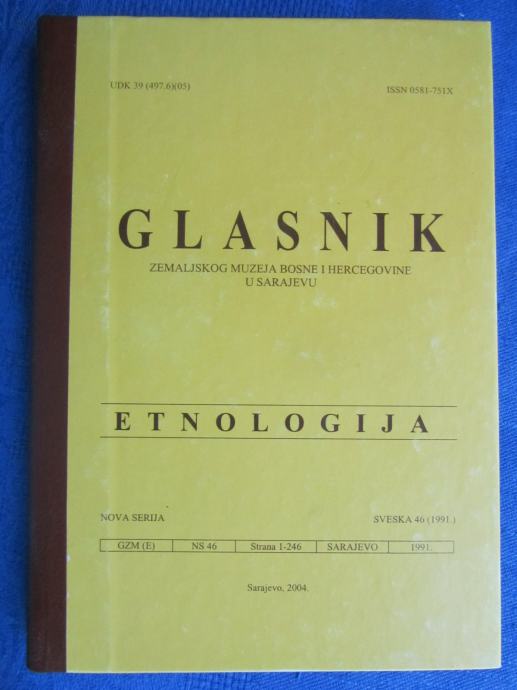 UDK 39 (497.6)(05) ISSN 0581-751X
GLASNIK
ZEMALJSKOG MUZEJA BOSNE I HERCEGOVINE
U SARAJEVU
ETNOLOGIJA
NOVA SERIJA SVESKA 46 (1991.)
GZM (E) NS 46 Strana 1-246 SARAJEVO 1991.
Sarajevo, 2004.